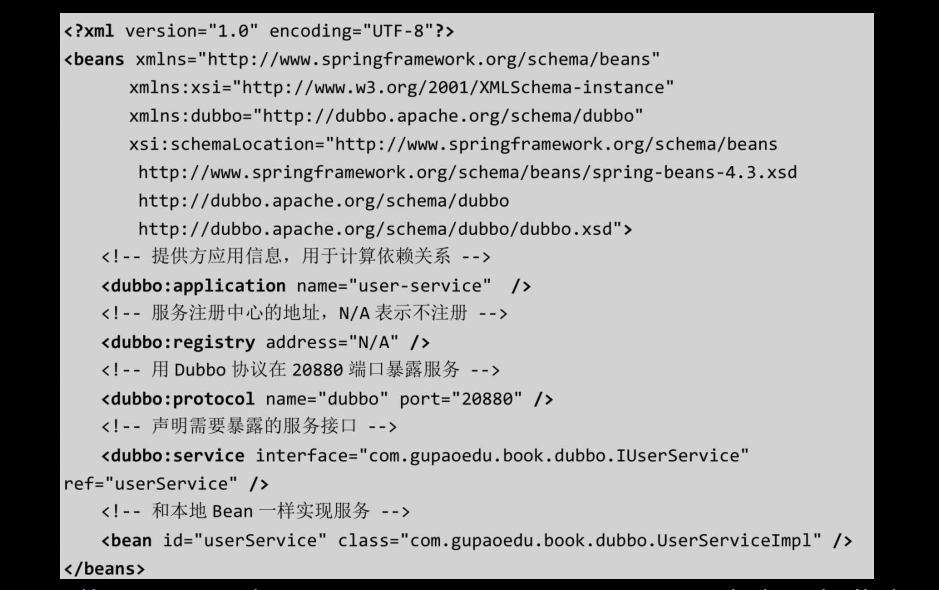 <?xml version="1.0" encoding="UTF-8"?>
<beans xmlns="http://www.springframework.org/schema/beans"
xmlns:xsi="http://www.w3.org/2001/XMLSchema-instance"
xmlns:dubbo="http://dubbo.apache.org/schema/dubbo"
xsi:schemaLocation="http://www.springframework.org/schema/beans
http://www.springframework.org/schema/beans/spring-beans-4.3.xsd
http://dubbo.apache.org/schema/dubbo
http://dubbo.apache.org/schema/dubbo/dubbo.xsd">
<!-- 提供方应用信息，用于计算依赖关系 -->
<dubbo:application name="user-service"  />
<!-- 服务注册中心的地址，N/A 表示不注册 -->
<dubbo:registry address="N/A" />
<!-- 用 Dubbo 协议在 20880 端口暴露服务 -->
<dubbo:protocol name="dubbo" port="20880" />
<!-- 声明需要暴露的服务接口 -->
<dubbo:service interface="com.gupaoedu.book.dubbo.IUserService"
ref="userService" />
<!-- 和本地 Bean 一样实现服务 -->
<bean id="userService" class="com.gupaoedu.book.dubbo.UserServiceImpl" />
</beans>